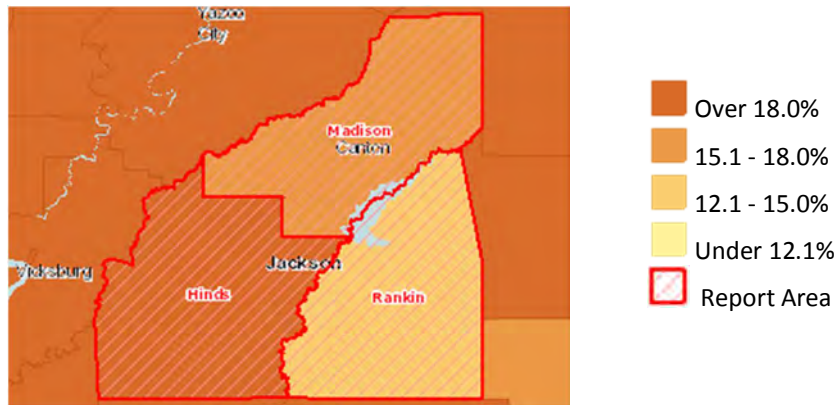 Yazoo
City
Madison
Canton
Vicksburg
Jackson
Hinds
Rankin
Over 18.0%
15.1 - 18.0%
12.1 - 15.0%
Under 12.1%
Report Area